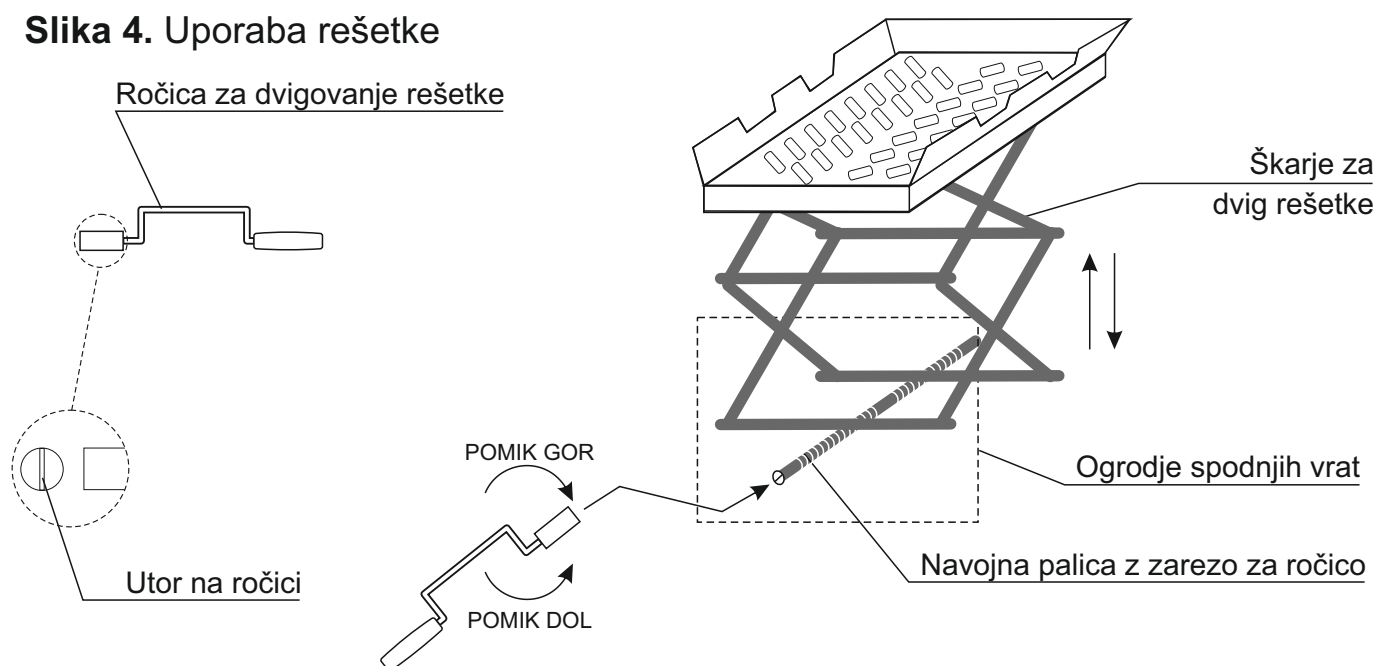 Slika 4. Uporaba rešetke
Ročica za dvigovanje rešetke
Škarje za
dvig rešetke
POMIK GOR
Ogrodje spodnjih vrat
Navojna palica z zarezo za ročico
Utor na ročici
POMIK DOL